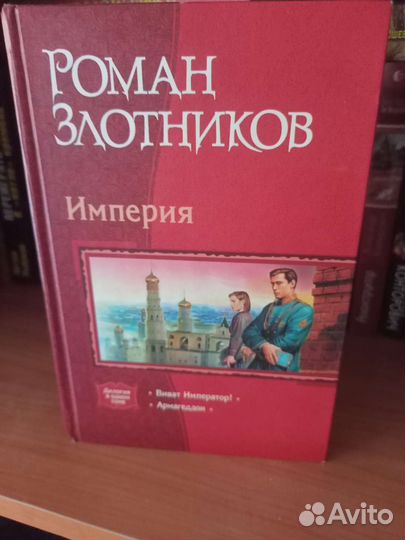 РОМАН
ЗЛОТНИКОВ
Империя
Дилогия
в одном
томе
• Виват Император! •
• Армагеддон •
Avito